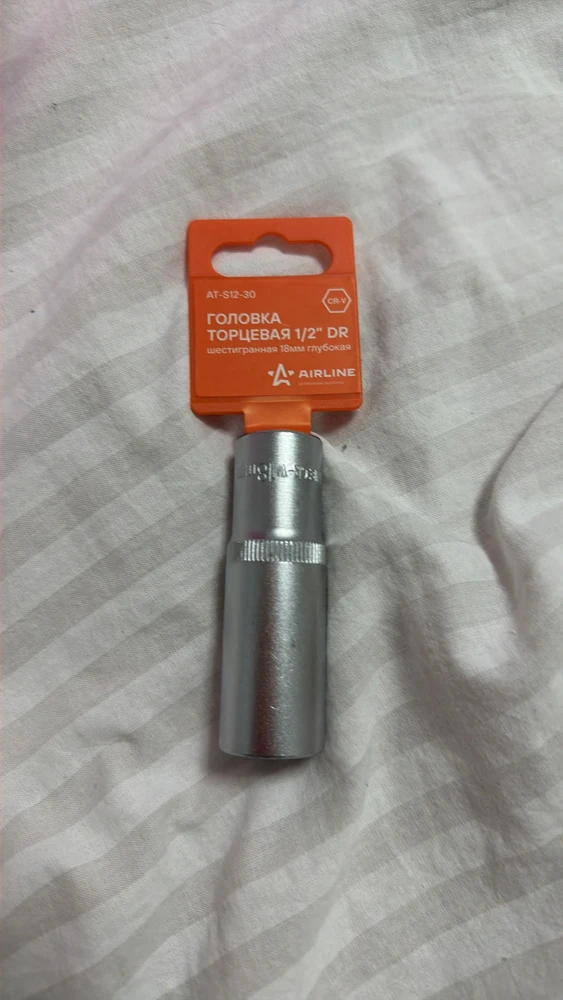 AT-S12-30
CR-V
ГОЛОВКА
ТОРЦЕВАЯ 1/2" DR
шестигранная 18мм глубокая
AIRLINE